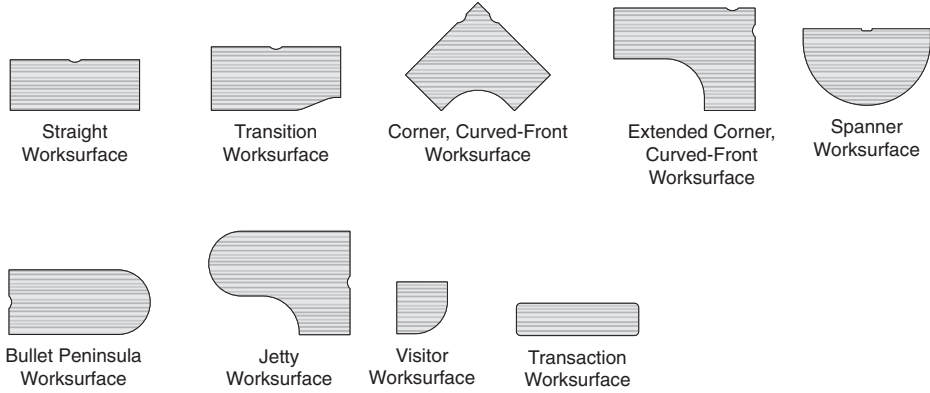 Straight
Worksurface
Transition
Worksurface
Corner, Curved-Front
Worksurface
Extended Corner,
Curved-Front
Worksurface
Spanner
Worksurface
Bullet Peninsula
Worksurface
Jetty
Worksurface
Visitor
Worksurface
Transaction
Worksurface